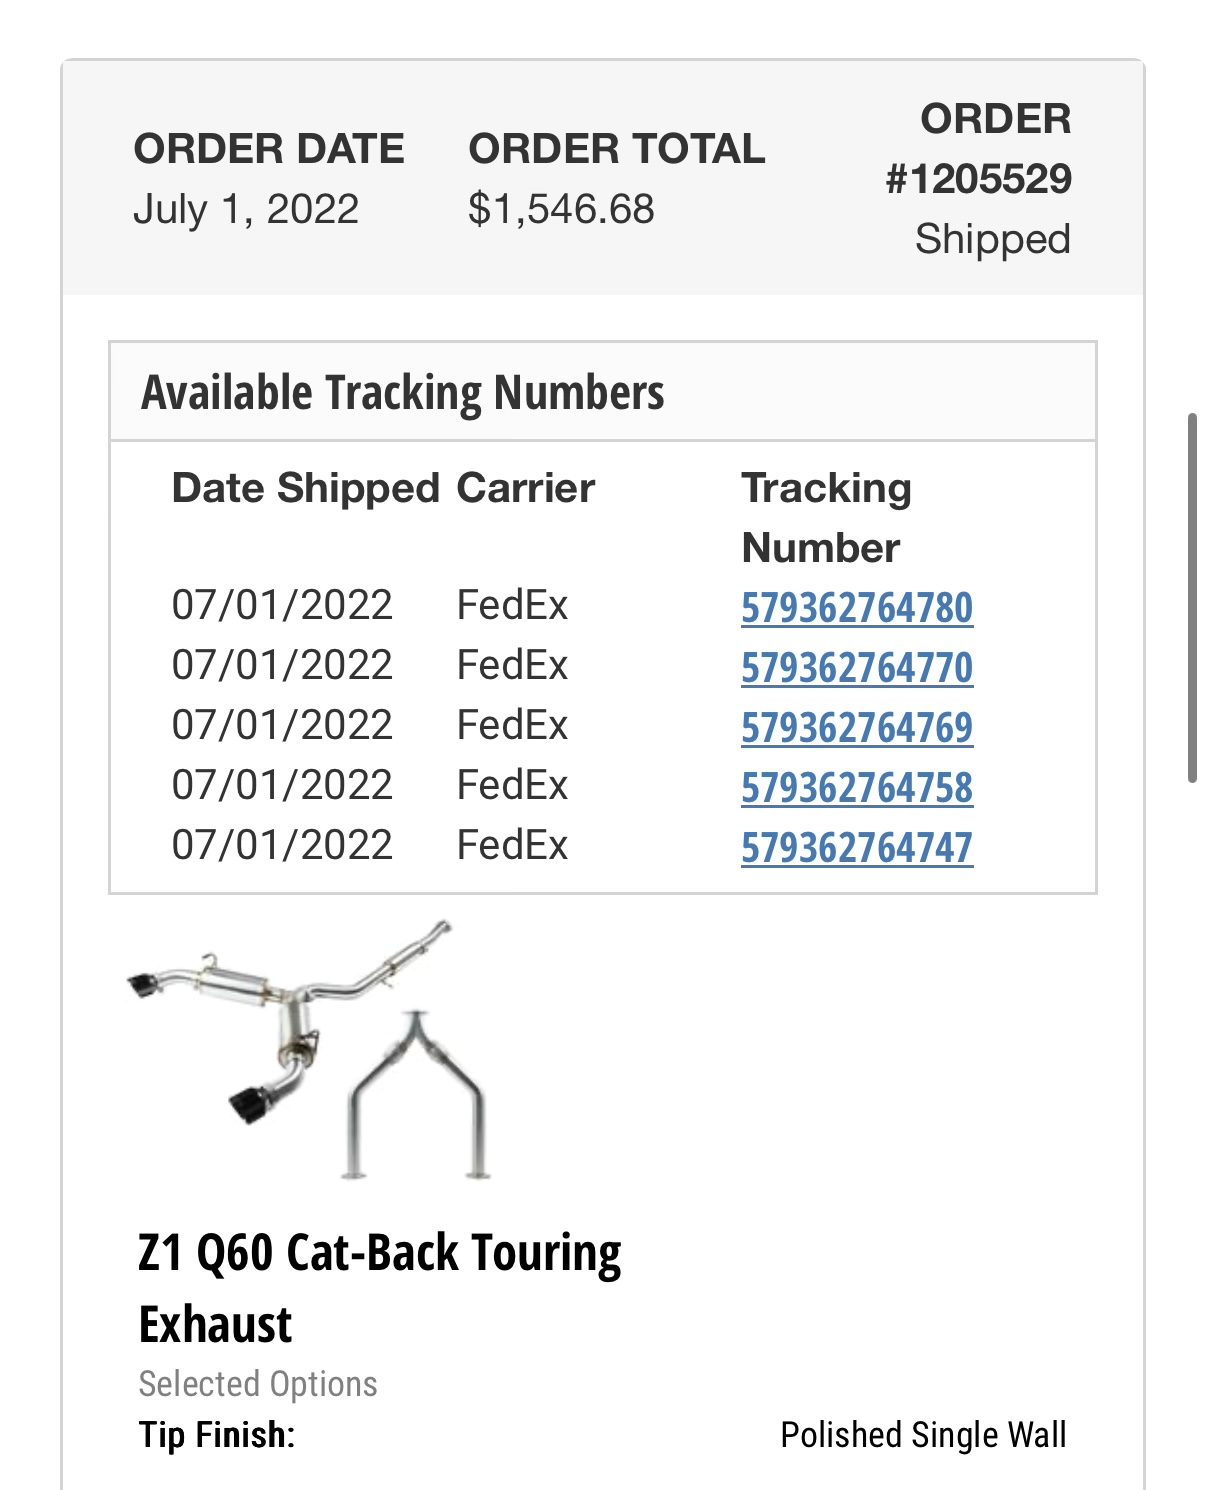 ORDER DATE
July 1, 2022
ORDER TOTAL
$1,546.68
ORDER
#1205529
Shipped
Available Tracking Numbers
Date Shipped Carrier Tracking
Number
07/01/2022 FedEx 579362764780
07/01/2022 FedEx 579362764770
07/01/2022 FedEx 579362764769
07/01/2022 FedEx 579362764758
07/01/2022 FedEx 579362764747
Z1 Q60 Cat-Back Touring
Exhaust
Selected Options
Tip Finish: Polished Single Wall